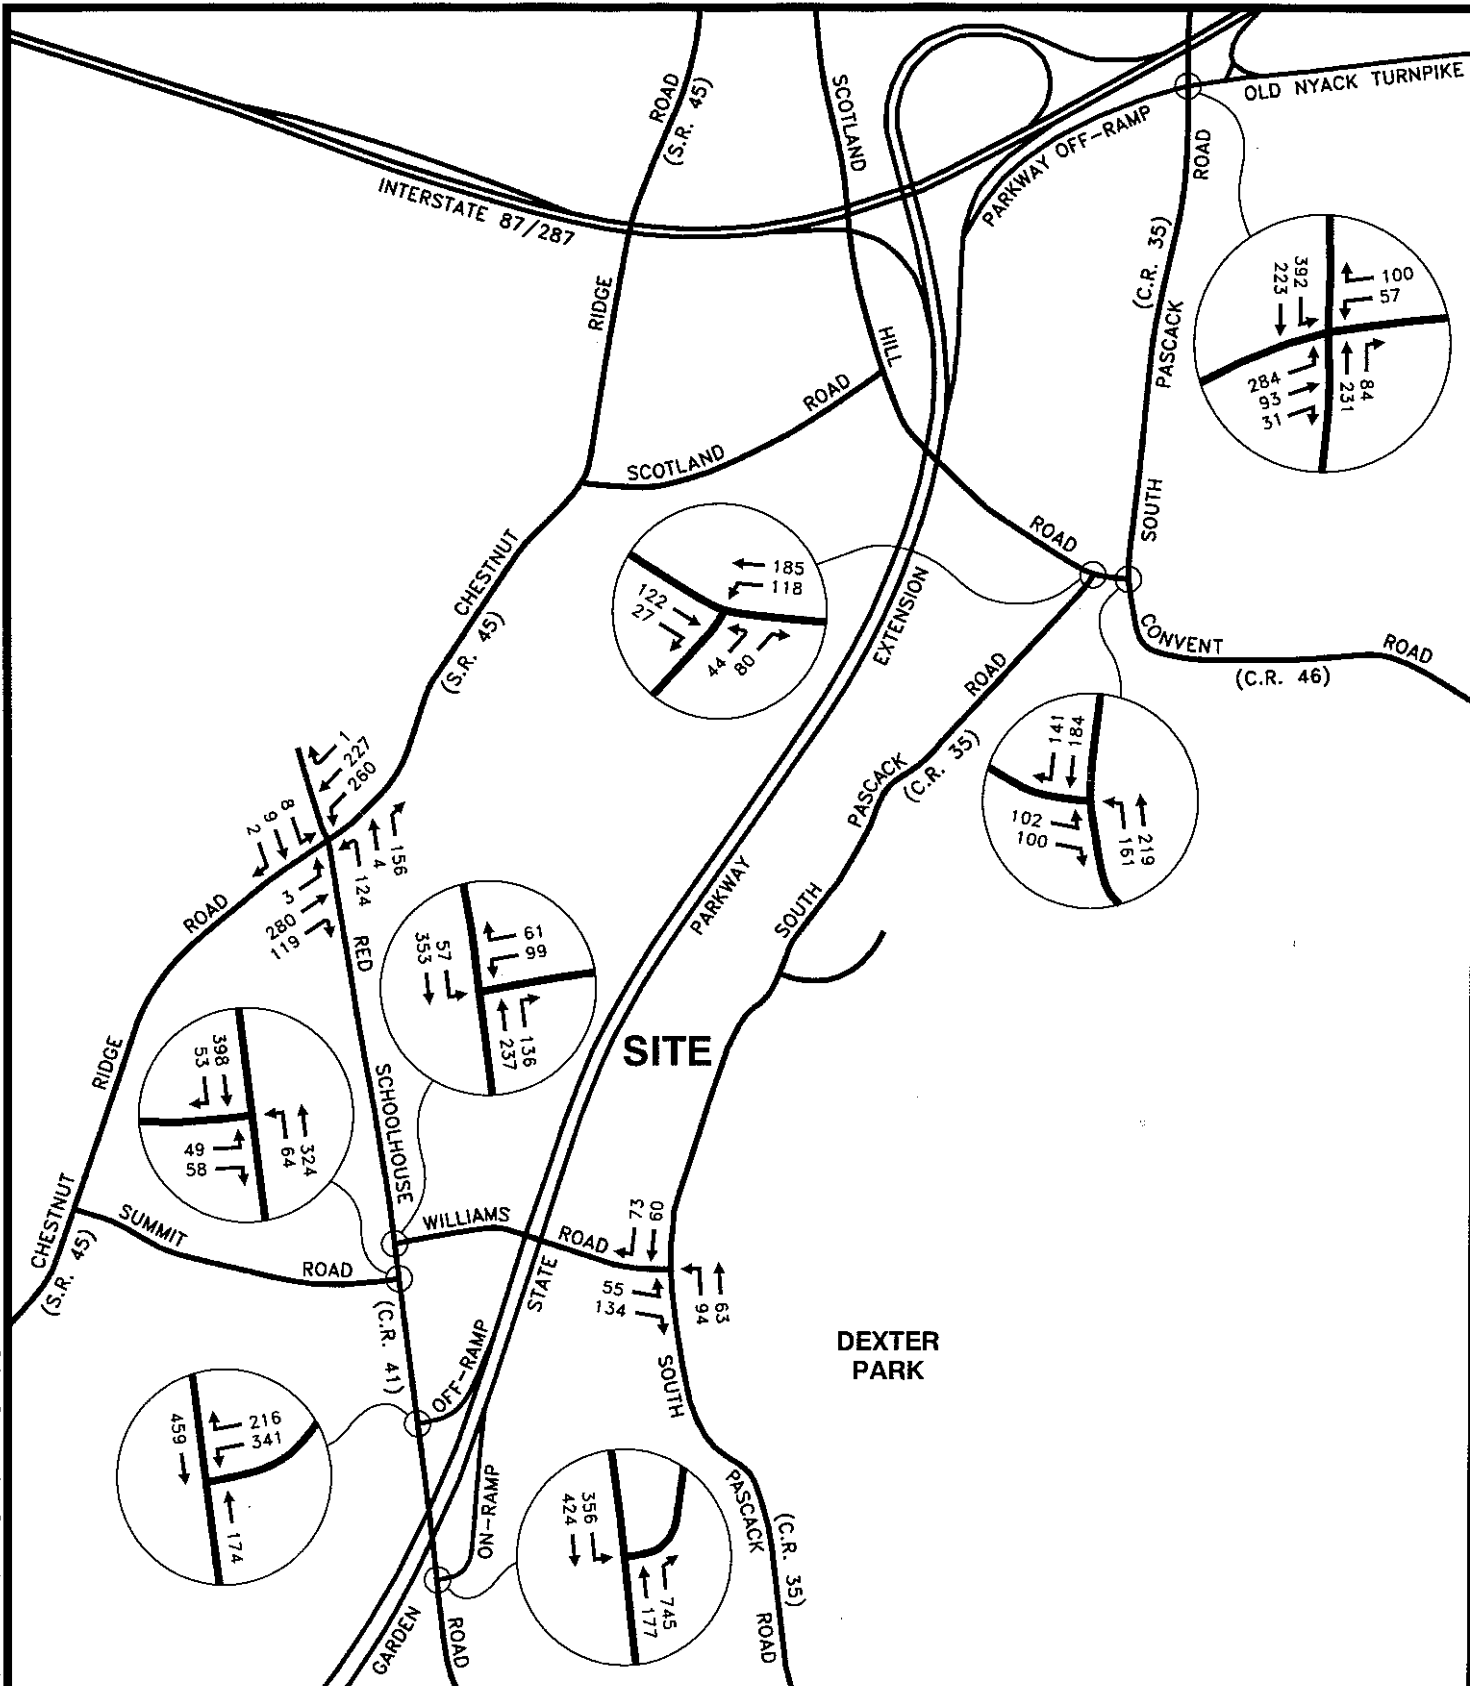 ROAD
(S.R. 45)
SCOTLAND
INTERSTATE 87/287
PARKWAY OFF-RAMP
OLD NYACK TURNPIKE
ROAD
(C.R. 35)
PASCACK
SOUTH
RIDGE
HILL
ROAD
SCOTLAND
392
223
100
57
284
93
31
231
84
CHESTNUT
(S.R. 45)
ROAD
185
118
122
27
44
80
EXTENSION
CONVENT
ROAD
(C.R. 46)
ROAD
PASCACK
(C.R. 35)
SOUTH
141
184
102
100
219
161
1
227
260
8
9
2
3
280
119
124
4
156
ROAD
RED
PARKWAY
57
353
61
99
136
237
SITE
RIDGE
SCHOOLHOUSE
398
53
49
58
324
64
CHESTNUT
(S.R. 45)
SUMMIT
ROAD
WILLIAMS
ROAD
STATE
73
60
55
134
63
94
(C.R. 41)
OFF-RAMP
SOUTH
DEXTER
PARK
459
216
341
174
ON-RAMP
356
424
745
177
PASCACK
(C.R. 35)
ROAD
GARDEN
ROAD